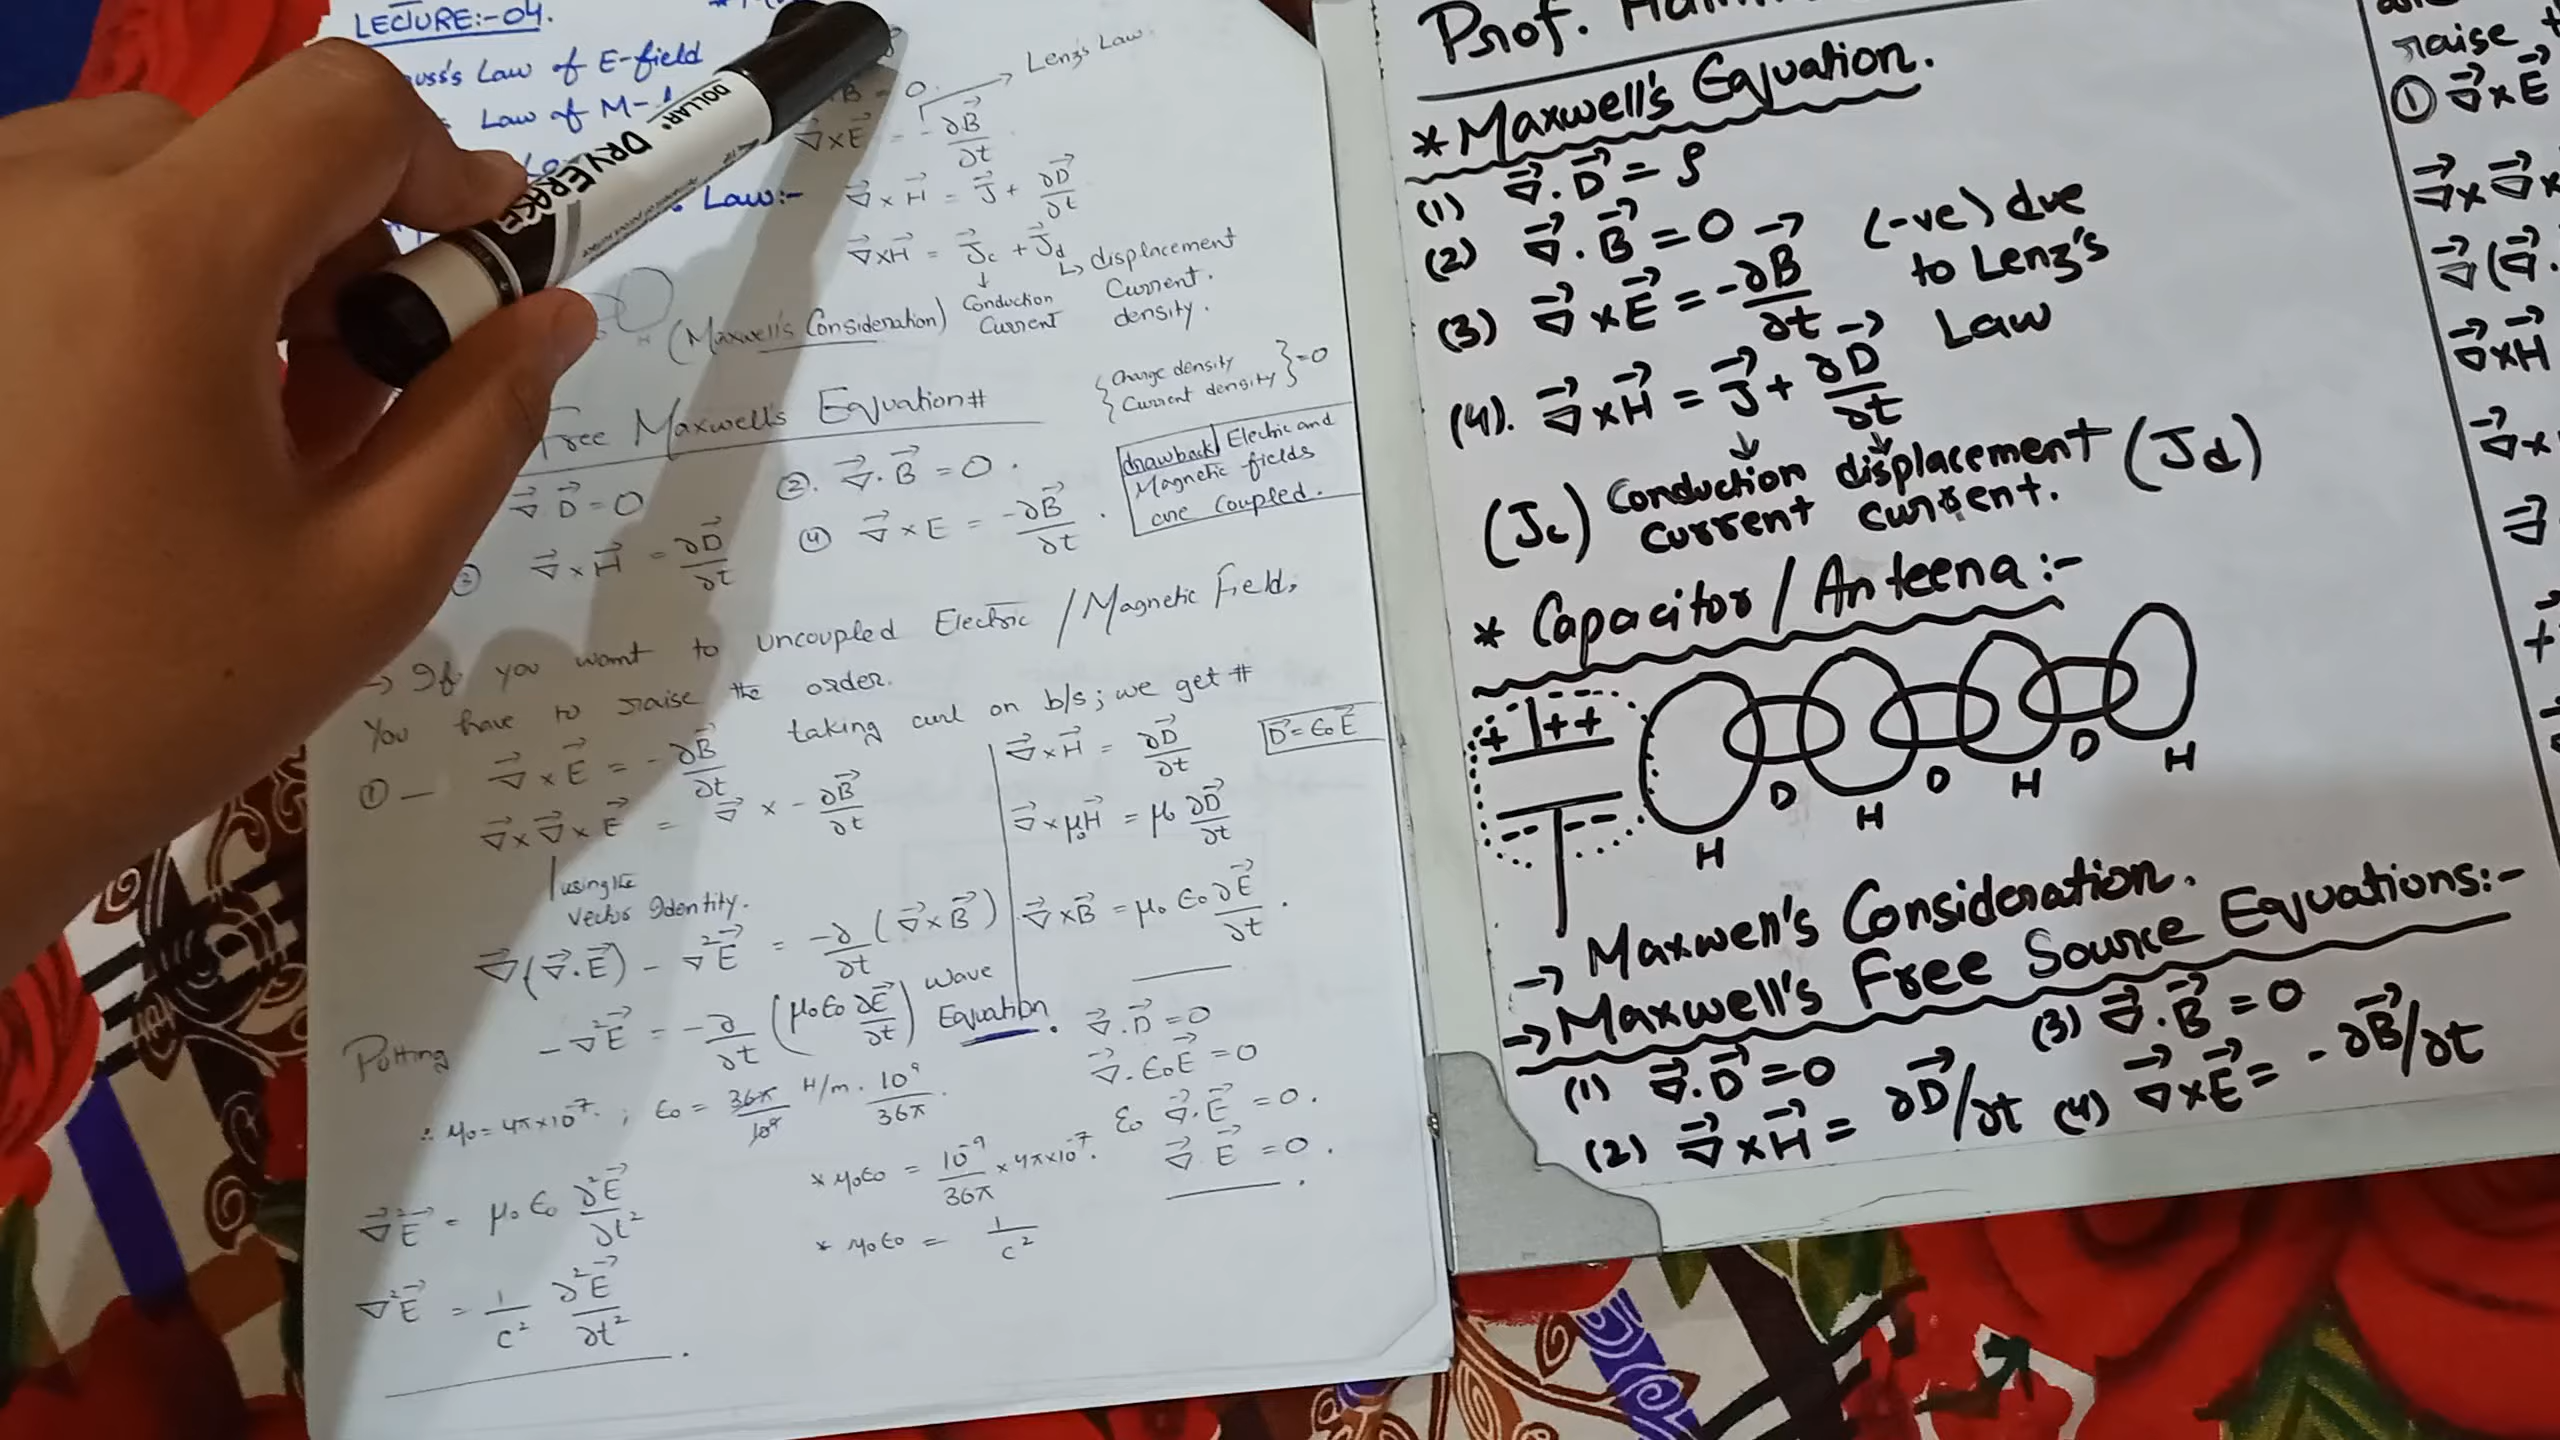 LECTURE:-04.
Law of E-field
Law of M-
Lenz's Law.
B = 0.
∇⃗×E⃗ = -∂B⃗/∂t
Law:- ∇⃗×H⃗ = J⃗ + ∂D⃗/∂t
∇⃗×H⃗ = J⃗c + J⃗d
↓ Conduction Current
↳ displacement Current density.
H (Maxwell's Consideration)
Free Maxwell's Equation#
{Charge density
Current density} = 0
∇⃗ D⃗ = 0
②. ∇⃗.B⃗ = 0.
③ ∇⃗×H⃗ = ∂D⃗/∂t
④ ∇⃗×E = -∂B⃗/∂t.
drawback Electric and
Magnetic fields
are coupled.
→ If you want to uncoupled Electric / Magnetic Field,
You have to raise the order.
① — ∇⃗×E⃗ = -∂B⃗/∂t taking curl on b/s; we get #
∇⃗×∇⃗×E⃗ = ∇⃗×-∂B⃗/∂t
using the
vector Identity.
∇⃗(∇⃗.E⃗) - ∇²E⃗ = -∂/∂t (∇⃗×B⃗)
-∇²E⃗ = -∂/∂t (μ₀ε₀ ∂E⃗/∂t) Wave
Equation.
∇⃗×H⃗ = ∂D⃗/∂t
D⃗ = ε₀E⃗
∇⃗×μ₀H⃗ = μ₀ ∂D⃗/∂t
∇⃗×B⃗ = μ₀ε₀ ∂E⃗/∂t.
∇⃗.D⃗ = 0
∇⃗.ε₀E⃗ = 0
ε₀ ∇⃗.E⃗ = 0.
∇⃗.E⃗ = 0.
Putting
∴ μ₀ = 4π×10⁻⁷; ε₀ = 36π/10⁹ H/m. 10⁹/36π.
* μ₀ε₀ = 10⁻⁹/36π × 4π×10⁻⁷.
* μ₀ε₀ = 1/c²
∇²E⃗ = μ₀ε₀ ∂²E⃗/∂t²
∇²E⃗ = 1/c² ∂²E⃗/∂t²
DOLLAR DRY ERASE
Prof.
* Maxwell's Equation.
(1) ∇⃗.D⃗ = ρ
(2) ∇⃗.B⃗ = 0
(3) ∇⃗×E⃗ = -∂B⃗/∂t
(-ve) due
to Lenz's
Law
(4). ∇⃗×H⃗ = J⃗ + ∂D⃗/∂t
(Jc) Conduction displacement (Jd)
current current.
* Capacitor / Anteena:-
+ ++
-- --
H D H D H D H
→ Maxwell's Consideration.
→ Maxwell's Free Source Equations:-
(1) ∇⃗.D⃗ = 0 (3) ∇⃗.B⃗ = 0
(2) ∇⃗×H⃗ = ∂D⃗/∂t (4) ∇⃗×E⃗ = -∂B⃗/∂t
raise
① ∇⃗×E⃗
∇⃗×∇⃗×
∇⃗(∇⃗.
∇⃗×H⃗
∇⃗×